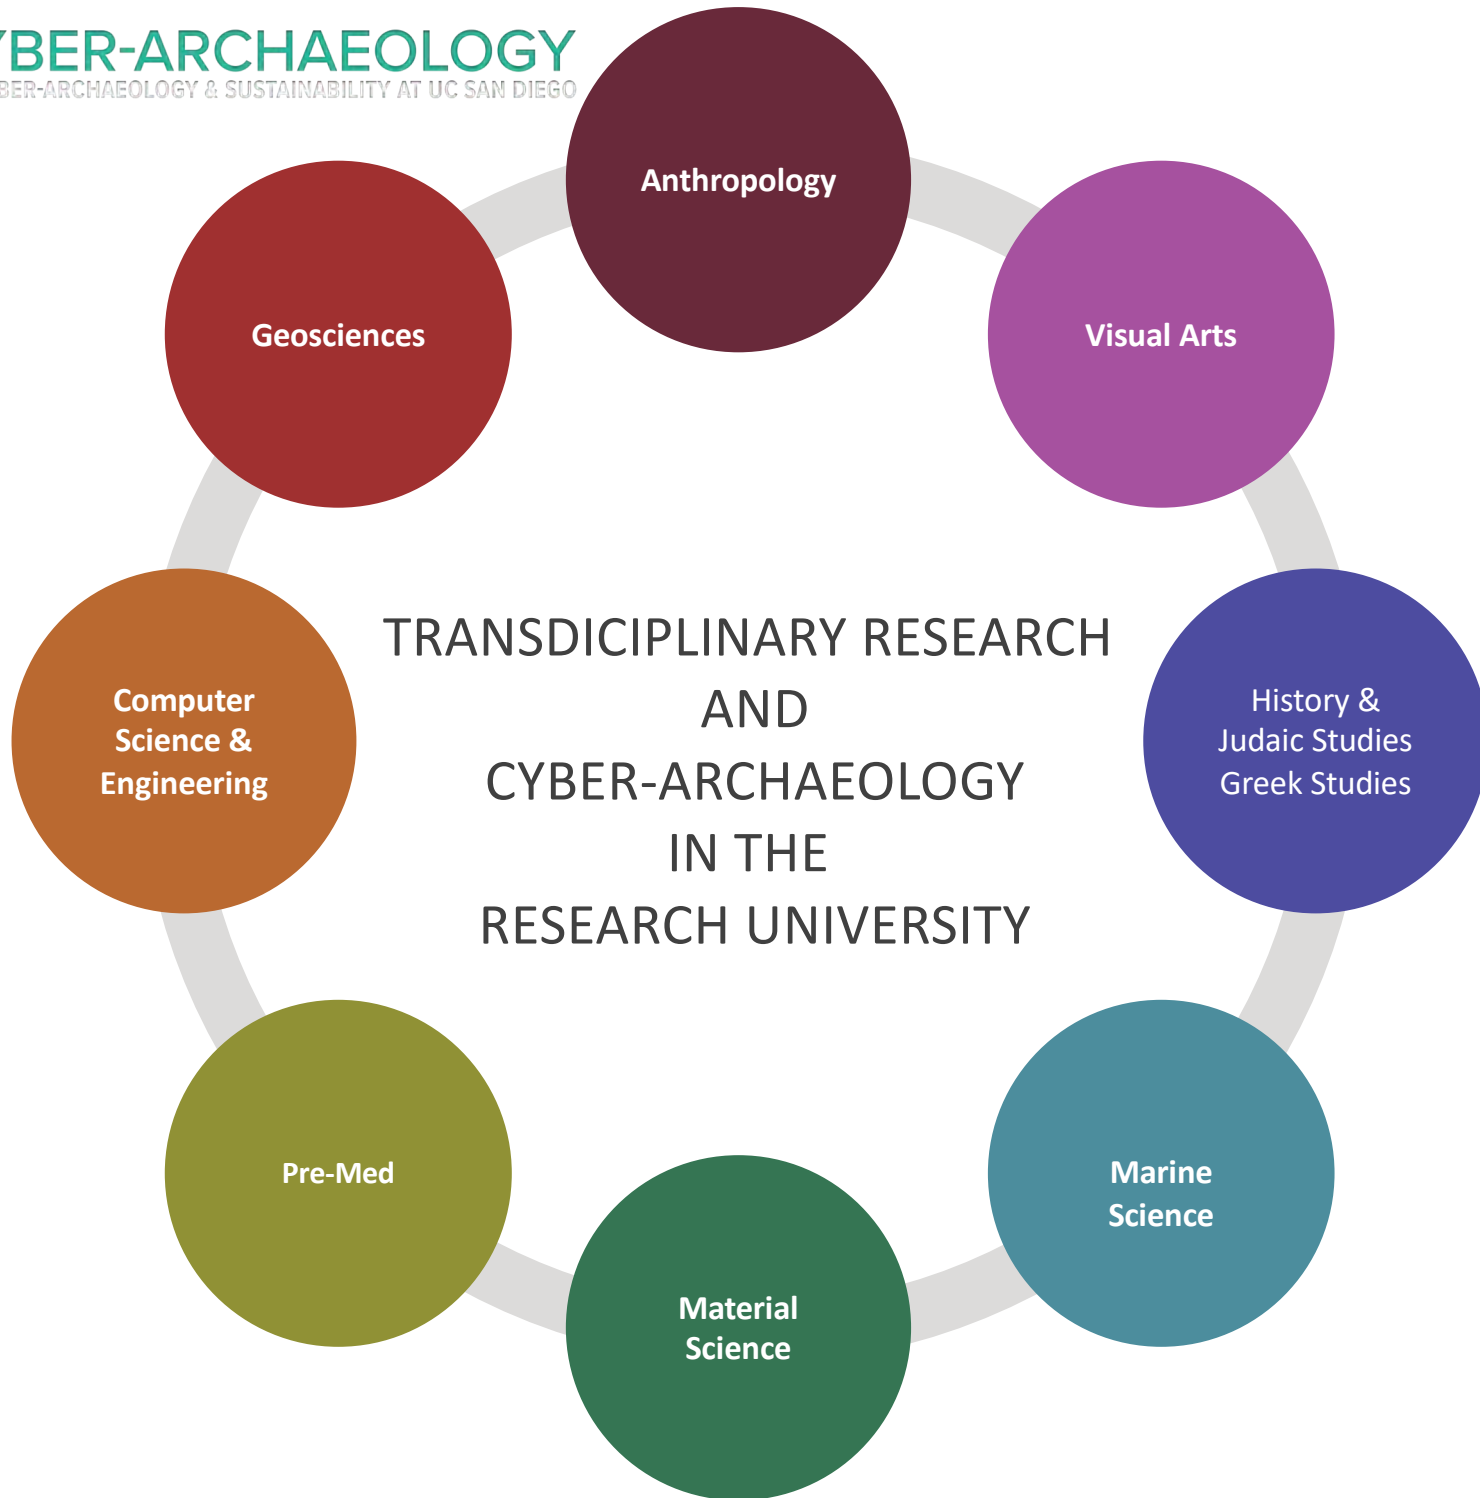 YBER-ARCHAEOLOGY
BER-ARCHAEOLOGY & SUSTAINABILITY AT UC SAN DIEGO
Anthropology
Geosciences
Visual Arts
TRANSDICIPLINARY RESEARCH
AND
CYBER-ARCHAEOLOGY
IN THE
RESEARCH UNIVERSITY
Computer
Science &
Engineering
History &
Judaic Studies
Greek Studies
Pre-Med
Marine
Science
Material
Science